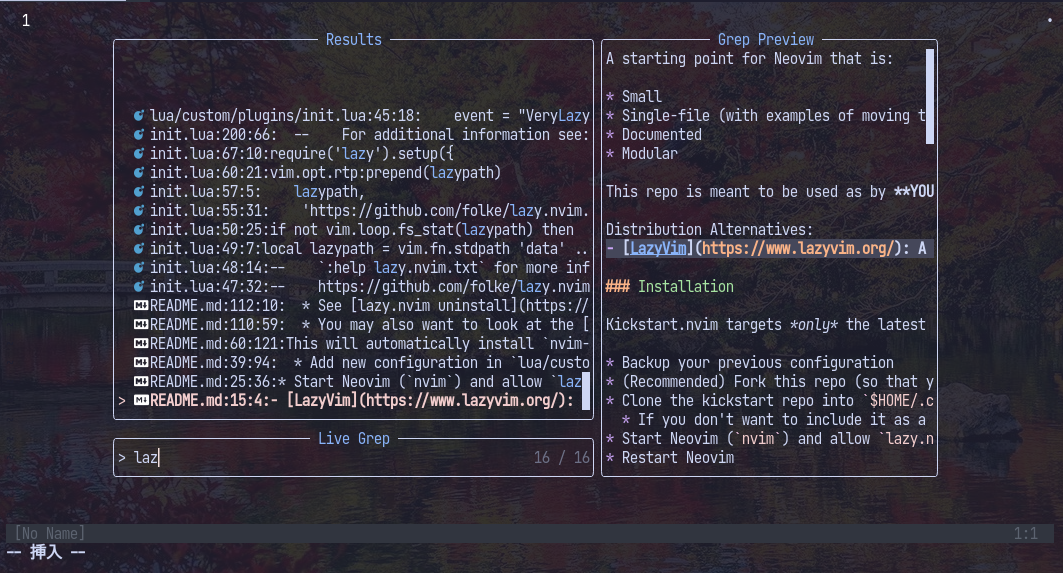 1
Results
lua/custom/plugins/init.lua:45:18:    event = "VeryLazy
init.lua:200:66:  --    For additional information see:
init.lua:67:10:require('lazy').setup({
init.lua:60:21:vim.opt.rtp:prepend(lazypath)
init.lua:57:5:    lazypath,
init.lua:55:31:    'https://github.com/folke/lazy.nvim.
init.lua:50:25:if not vim.loop.fs_stat(lazypath) then
init.lua:49:7:local lazypath = vim.fn.stdpath 'data' ..
init.lua:48:14:--    `:help lazy.nvim.txt` for more inf
init.lua:47:32:--    https://github.com/folke/lazy.nvim
README.md:112:10:  * See [lazy.nvim uninstall](https://
README.md:110:59:  * You may also want to look at the [
README.md:60:121:This will automatically install `nvim-
README.md:39:94:  * Add new configuration in `lua/custo
README.md:25:36:* Start Neovim (`nvim`) and allow `laz
> README.md:15:4:- [LazyVim](https://www.lazyvim.org/):
Live Grep
> laz 16 / 16
Grep Preview
A starting point for Neovim that is:
* Small
* Single-file (with examples of moving t
* Documented
* Modular
This repo is meant to be used as by **YOU
Distribution Alternatives:
- [LazyVim](https://www.lazyvim.org/): A
### Installation
Kickstart.nvim targets *only* the latest
* Backup your previous configuration
* (Recommended) Fork this repo (so that y
* Clone the kickstart repo into `$HOME/.c
  * If you don't want to include it as a
* Start Neovim (`nvim`) and allow `lazy.n
* Restart Neovim
[No Name] 1:1
-- 挿入 --